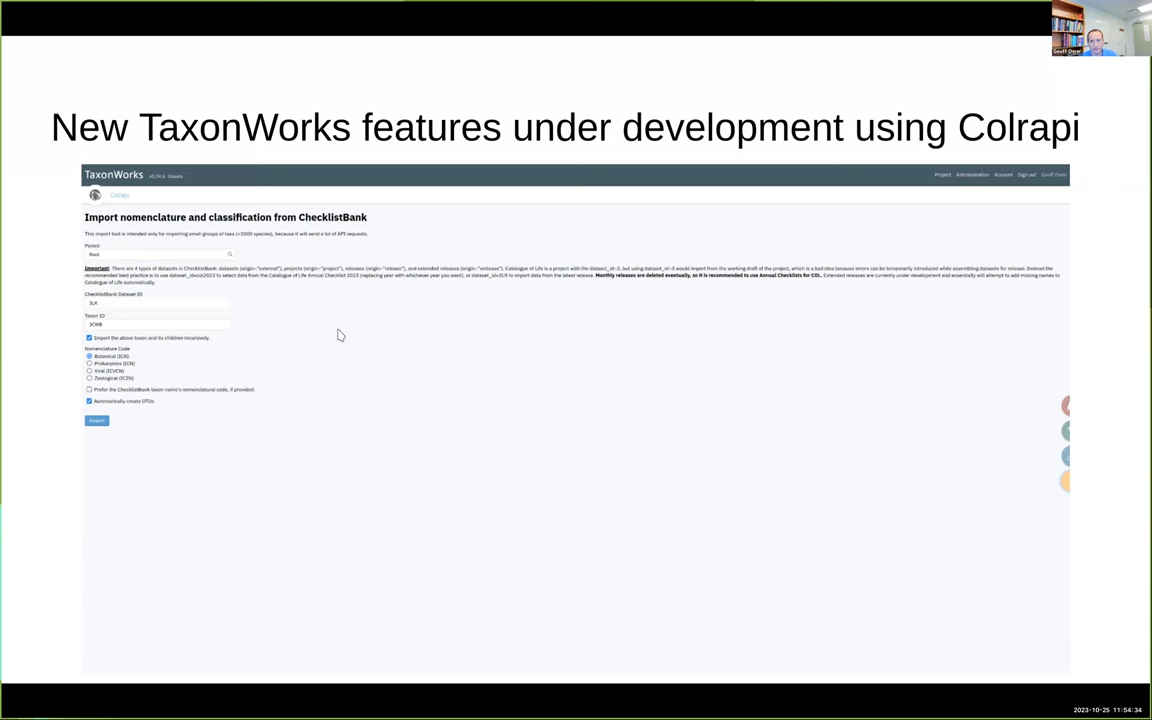 Geoff Ower
New TaxonWorks features under development using Colrapi
TaxonWorks
Project Administration Account Sign out Geoff Ower
Colrapi
Import nomenclature and classification from ChecklistBank
This import tool is intended only for importing small groups of taxa (<2000 species), because it will send a lot of API requests.
Parent
Root
Important: There are 4 types of datasets in ChecklistBank: datasets (origin="external"), projects (origin="project"), releases (origin="release"), and extended releases (origin="xrelease"). Catalogue of Life is a project with the dataset_id=3, but using dataset_id=3 would import from the working draft of the project, which is a bad idea because errors can be temporarily introduced while assembling datasets for release. Instead the
recommended best practice is to use dataset_id=col2023 to select data from the Catalogue of Life Annual Checklist 2023 (replacing year with whichever year you want), or dataset_id=3LR to import data from the latest release. Monthly releases are deleted eventually, so it is recommended to use Annual Checklists for COL. Extended releases are currently under development and essentially will attempt to add missing names to
Catalogue of Life automatically.
ChecklistBank Dataset ID
3LR
Taxon ID
3CWB
Import the above taxon and its children recursively.
Nomenclature Code
Botanical (ICN)
Prokaryotes (ICN)
Viral (ICVCN)
Zoological (ICZN)
Prefer the ChecklistBank taxon name's nomenclatural code, if provided.
Automatically create OTUs
Import
2023-10-25 11:54:34